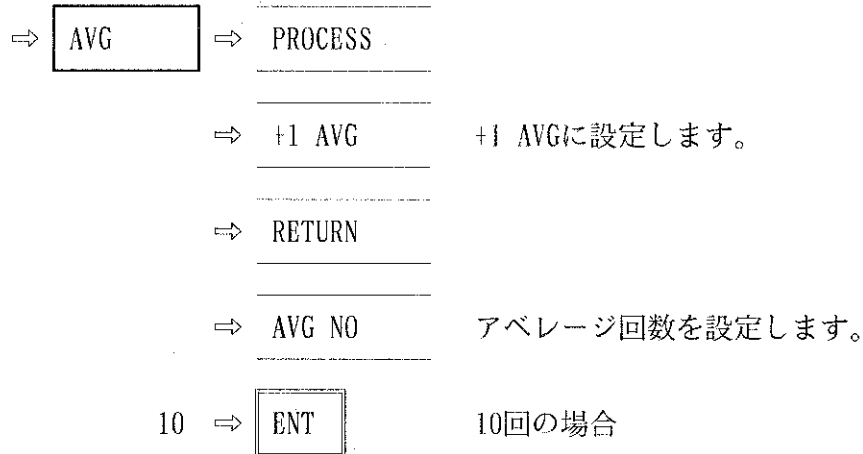 ⇒ AVG ⇒ PROCESS
⇒ +1 AVG +1 AVGに設定します。
⇒ RETURN
⇒ AVG NO アベレージ回数を設定します。
10 ⇒ ENT 10回の場合